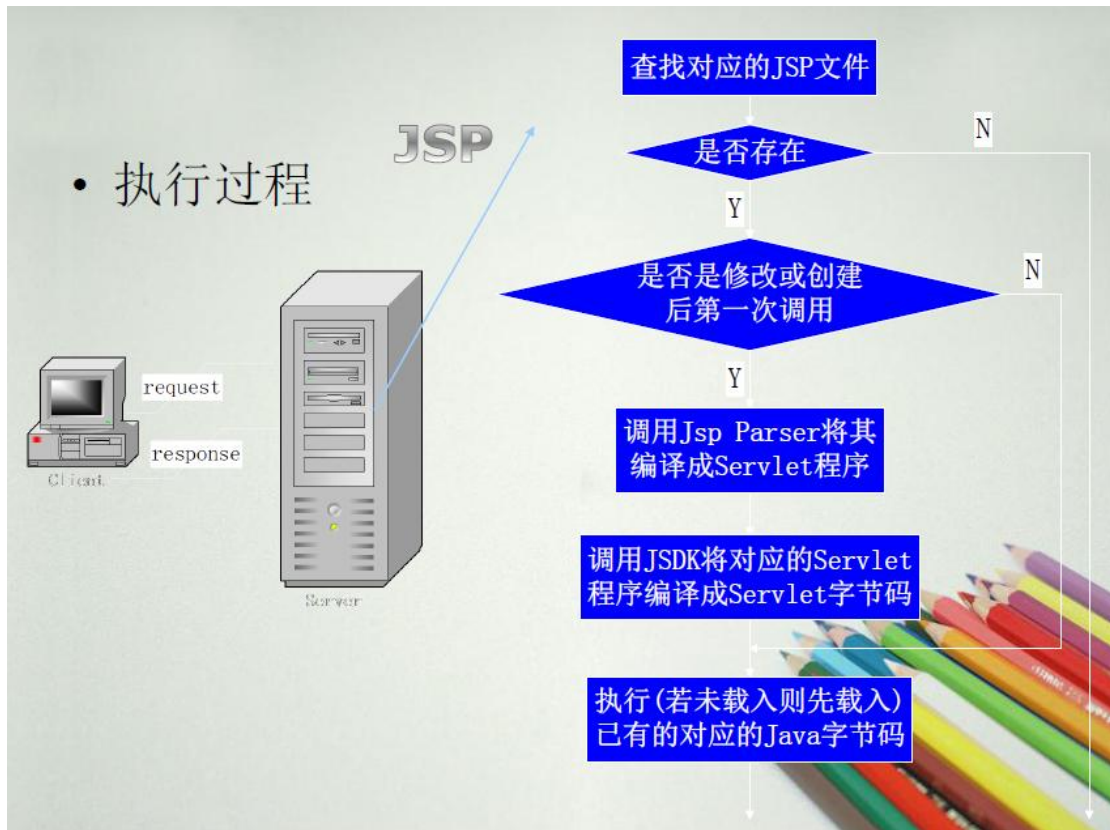 JSP
• 执行过程
request
response
Client
Server
查找对应的JSP文件
是否存在
N
Y
是否是修改或创建
后第一次调用
N
Y
调用Jsp Parser将其
编译成Servlet程序
调用JSDK将对应的Servlet
程序编译成Servlet字节码
执行(若未载入则先载入)
已有的对应的Java字节码